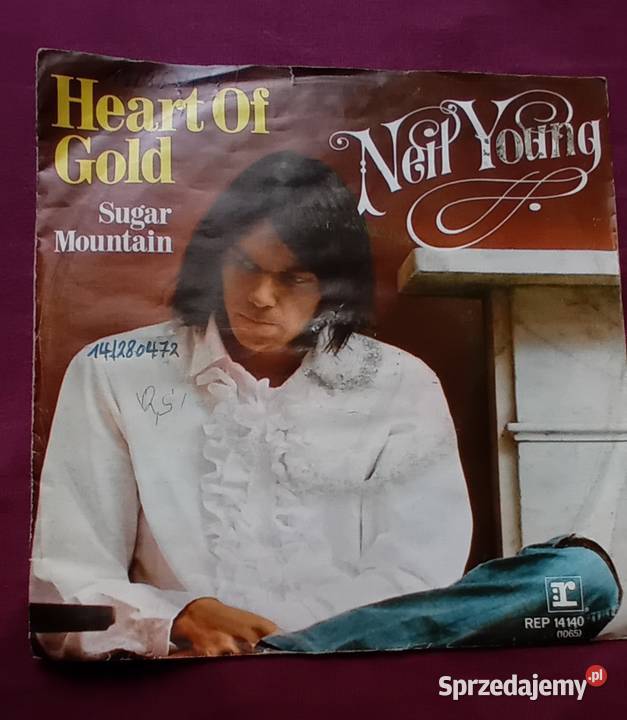 Heart Of
Gold
Neil Young
Sugar
Mountain
14/280472
r
REP 14140
(1065)
Sprzedajemy.pl